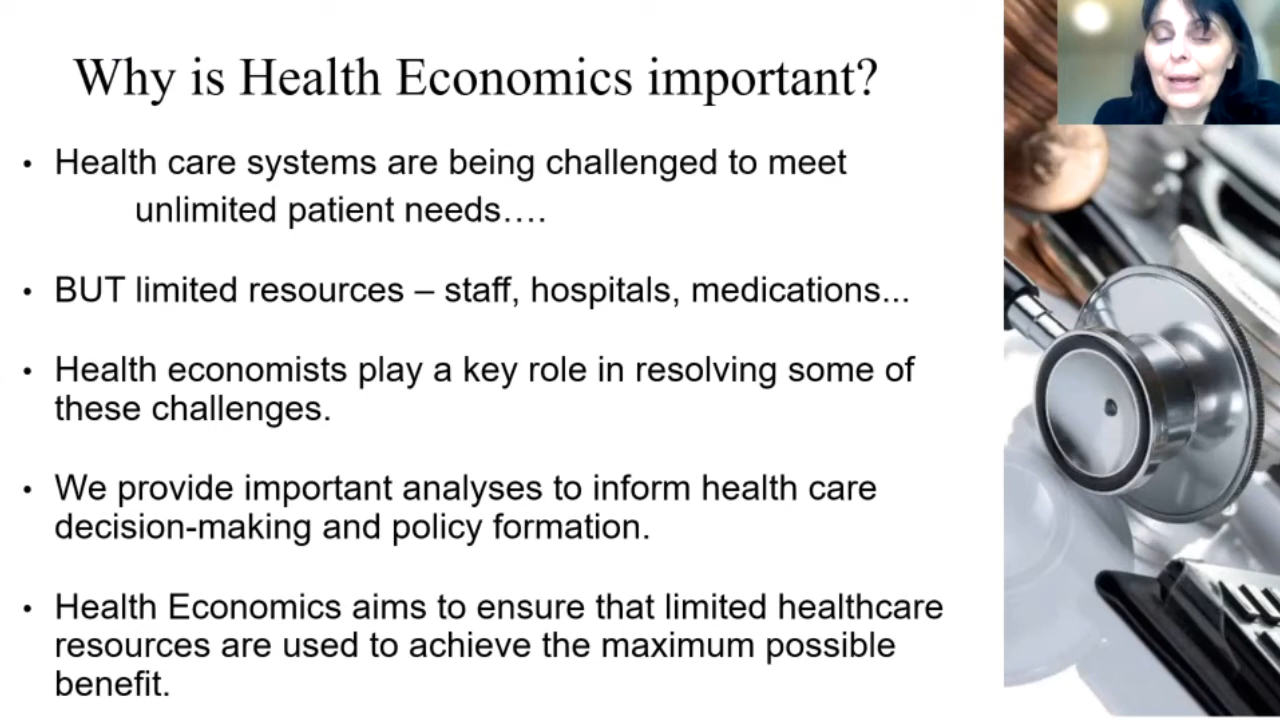 Why is Health Economics important?
• Health care systems are being challenged to meet
unlimited patient needs….
• BUT limited resources – staff, hospitals, medications...
• Health economists play a key role in resolving some of
these challenges.
• We provide important analyses to inform health care
decision-making and policy formation.
• Health Economics aims to ensure that limited healthcare
resources are used to achieve the maximum possible
benefit.